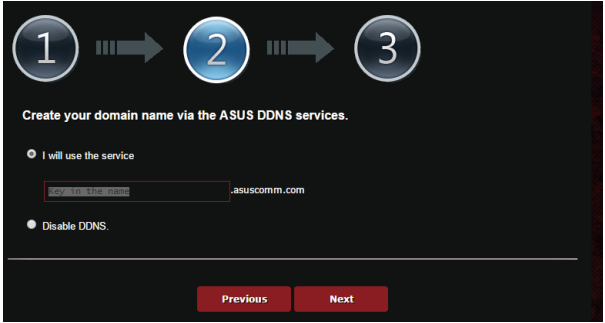 1 2 3
Create your domain name via the ASUS DDNS services.
I will use the service
Key in the name .asuscomm.com
Disable DDNS.
Previous Next